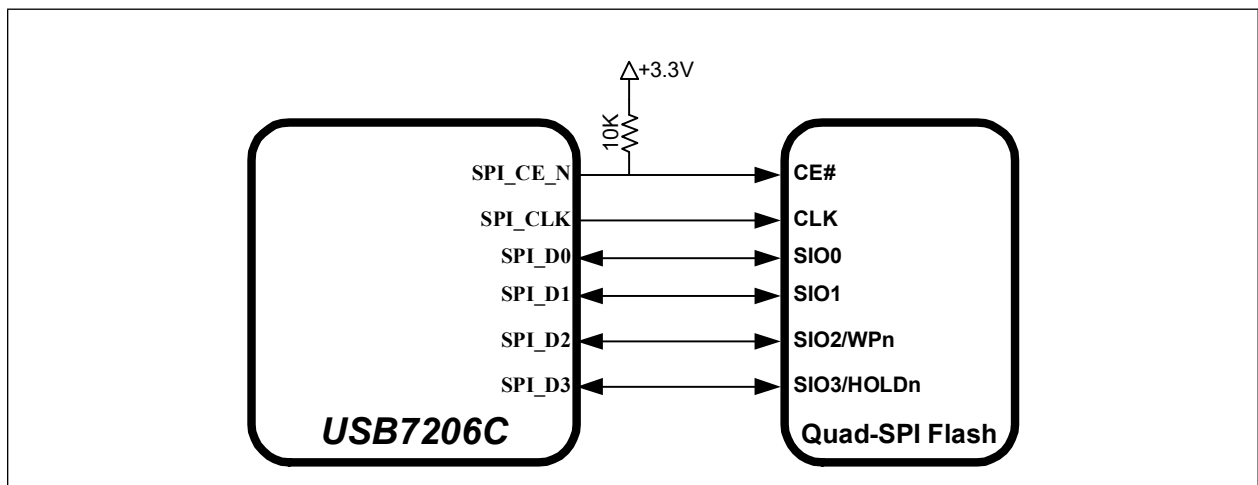 +3.3V
10K
SPI_CE_N
CE#
SPI_CLK
CLK
SPI_D0
SIO0
SPI_D1
SIO1
SPI_D2
SIO2/WPn
SPI_D3
SIO3/HOLDn
USB7206C
Quad-SPI Flash